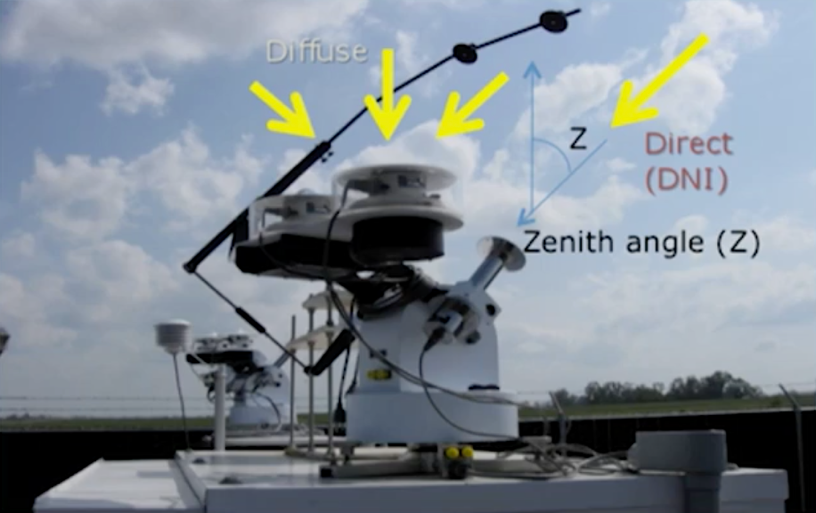 Diffuse
Z
Direct
(DNI)
Zenith angle (Z)